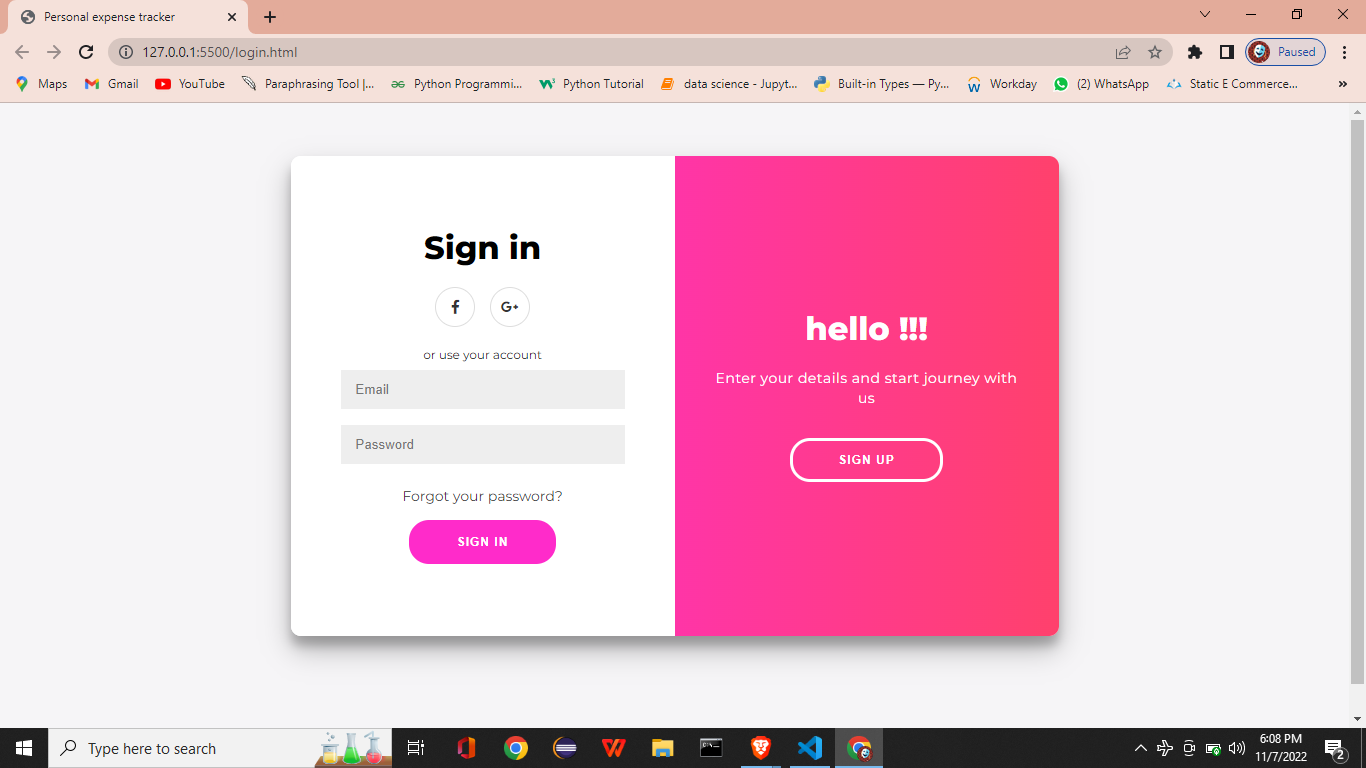 Personal expense tracker
127.0.0.1:5500/login.html
Paused
Maps
Gmail
YouTube
Paraphrasing Tool |...
Python Programmi...
Python Tutorial
data science - Jupyt...
Built-in Types — Py...
Workday
(2) WhatsApp
Static E Commerce...
»
Sign in
f
G+
or use your account
Email
Password
Forgot your password?
SIGN IN
hello !!!
Enter your details and start journey with
us
SIGN UP
Type here to search
6:08 PM
11/7/2022
2